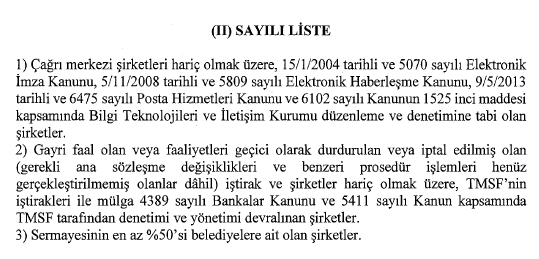 (II) SAYILI LİSTE
1) Çağrı merkezi şirketleri hariç olmak üzere, 15/1/2004 tarihli ve 5070 sayılı Elektronik
İmza Kanunu, 5/11/2008 tarihli ve 5809 sayılı Elektronik Haberleşme Kanunu, 9/5/2013
tarihli ve 6475 sayılı Posta Hizmetleri Kanunu ve 6102 sayılı Kanunun 1525 inci maddesi
kapsamında Bilgi Teknolojileri ve İletişim Kurumu düzenleme ve denetimine tabi olan
şirketler.
2) Gayri faal olan veya faaliyetleri geçici olarak durdurulan veya iptal edilmiş olan
(gerekli ana sözleşme değişiklikleri ve benzeri prosedür işlemleri henüz
gerçekleştirilmemiş olanlar dâhil) iştirak ve şirketler hariç olmak üzere, TMSF’nin
iştirakleri ile mülga 4389 sayılı Bankalar Kanunu ve 5411 sayılı Kanun kapsamında
TMSF tarafından denetimi ve yönetimi devralınan şirketler.
3) Sermayesinin en az %50’si belediyelere ait olan şirketler.